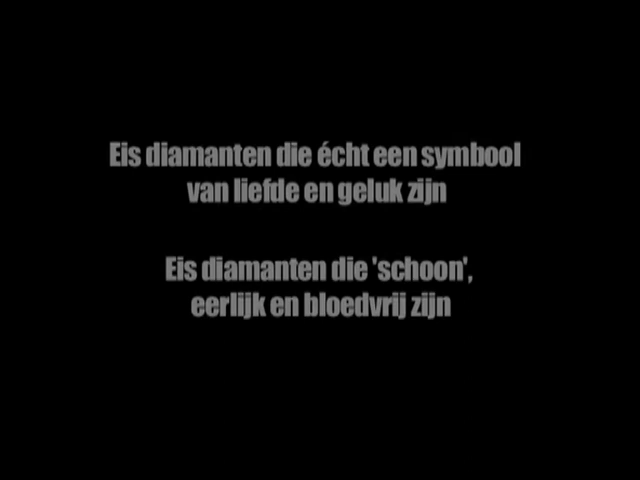 Eis diamanten die écht een symbool
van liefde en geluk zijn
Eis diamanten die 'schoon',
eerlijk en bloedvrij zijn